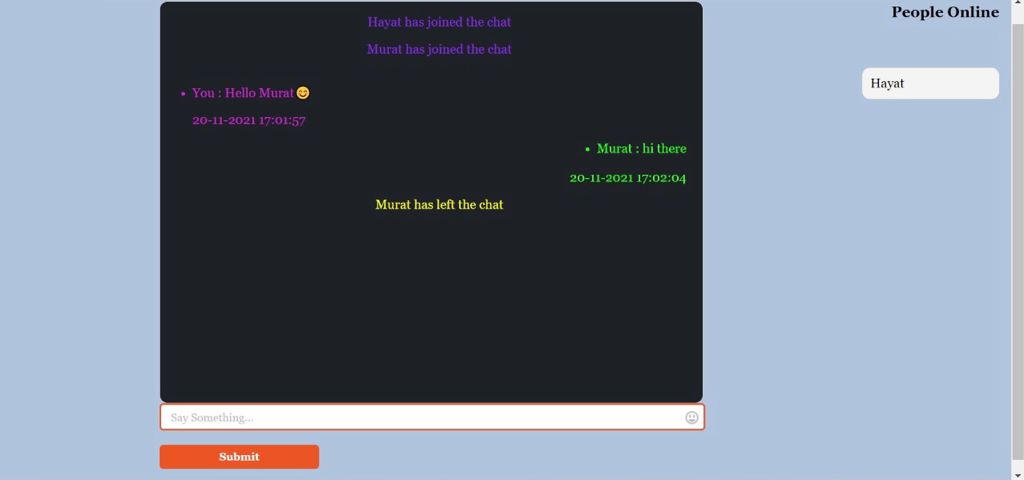 People Online
Hayat has joined the chat
Murat has joined the chat
Hayat
• You : Hello Murat 😊
20-11-2021 17:01:57
• Murat : hi there
20-11-2021 17:02:04
Murat has left the chat
Say Something...
Submit